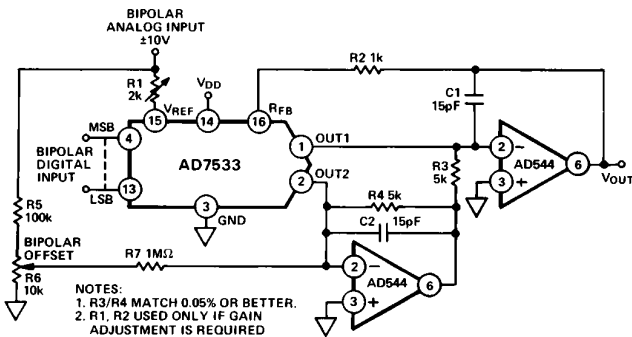 BIPOLAR
ANALOG INPUT
±10V
R1
2k
VREF
15
VDD
14
RFB
16
R2 1k
C1
15pF
MSB
4
BIPOLAR
DIGITAL
INPUT
LSB
13
AD7533
1
OUT1
2
OUT2
3
GND
R3
5k
2
–
AD544
6
3
+
VOUT
R4 5k
C2
15pF
R5
100k
BIPOLAR
OFFSET
R6
10k
R7 1MΩ
2
–
AD544
6
3
+
NOTES:
1. R3/R4 MATCH 0.05% OR BETTER.
2. R1, R2 USED ONLY IF GAIN
ADJUSTMENT IS REQUIRED